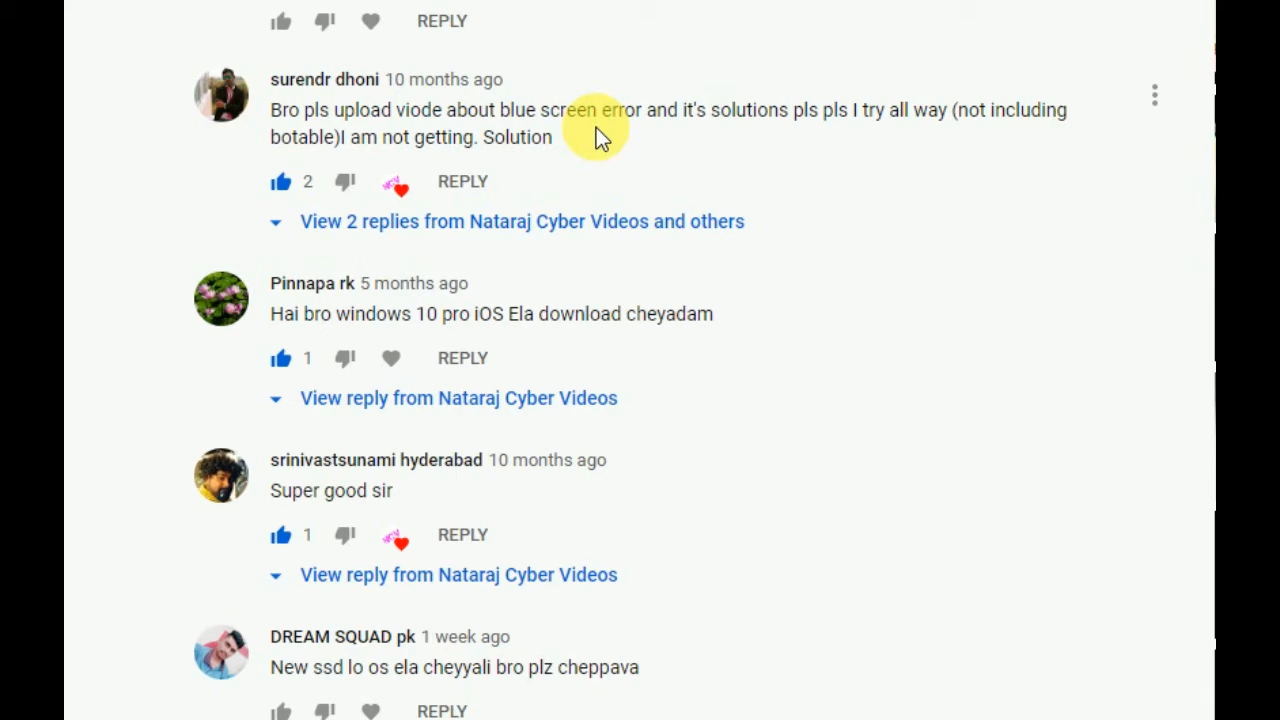 REPLY
surendr dhoni 10 months ago
Bro pls upload viode about blue screen error and it's solutions pls pls I try all way (not including
botable)I am not getting. Solution
2 REPLY
View 2 replies from Nataraj Cyber Videos and others
Pinnapa rk 5 months ago
Hai bro windows 10 pro iOS Ela download cheyadam
1 REPLY
View reply from Nataraj Cyber Videos
srinivastsunami hyderabad 10 months ago
Super good sir
1 REPLY
View reply from Nataraj Cyber Videos
DREAM SQUAD pk 1 week ago
New ssd lo os ela cheyyali bro plz cheppava
REPLY